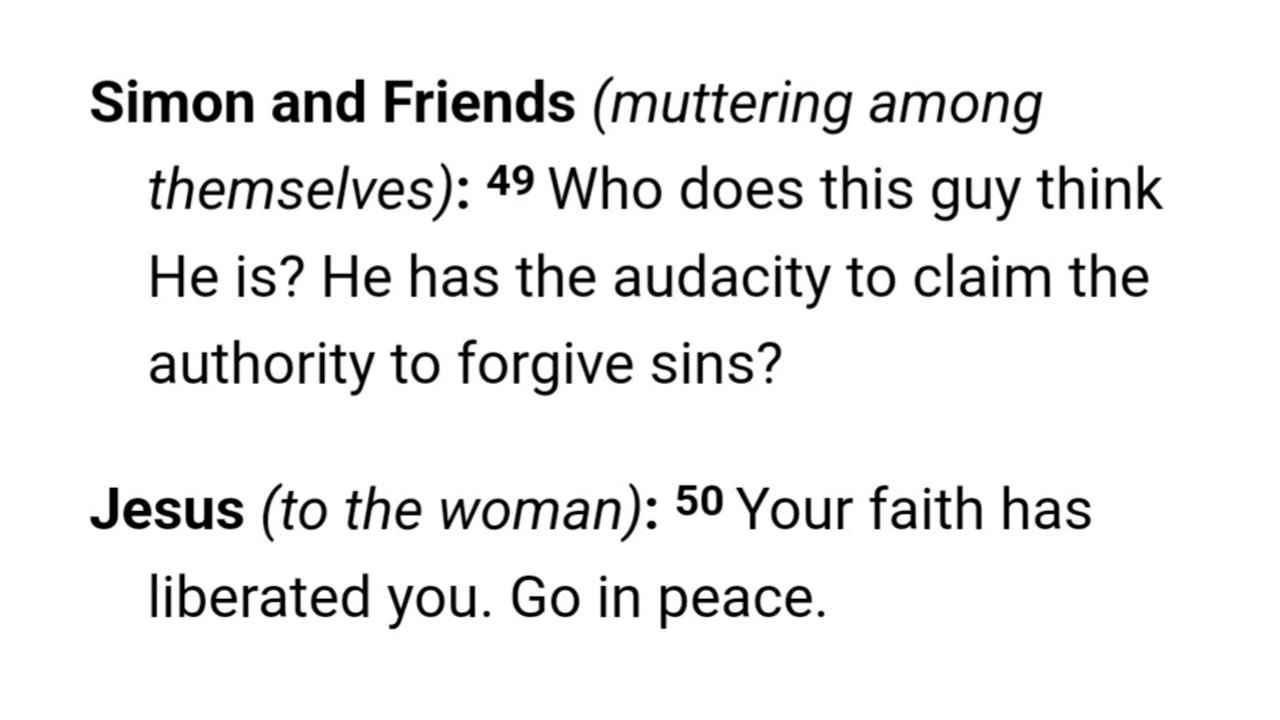 Simon and Friends (muttering among
themselves): 49 Who does this guy think
He is? He has the audacity to claim the
authority to forgive sins?
Jesus (to the woman): 50 Your faith has
liberated you. Go in peace.